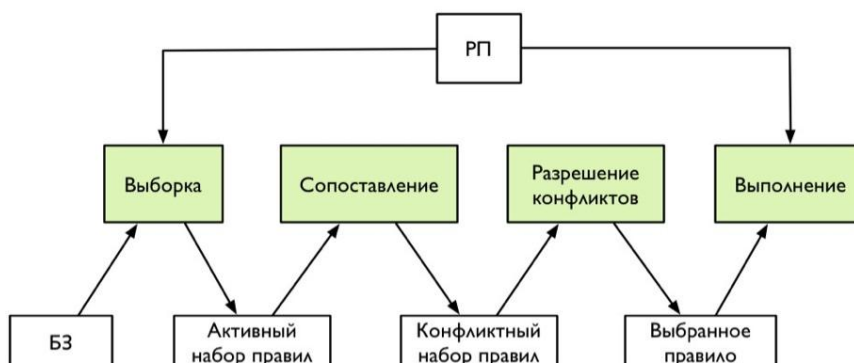 РП
Выборка
Сопоставление
Разрешение
конфликтов
Выполнение
БЗ
Активный
набор правил
Конфликтный
набор правил
Выбранное
правило